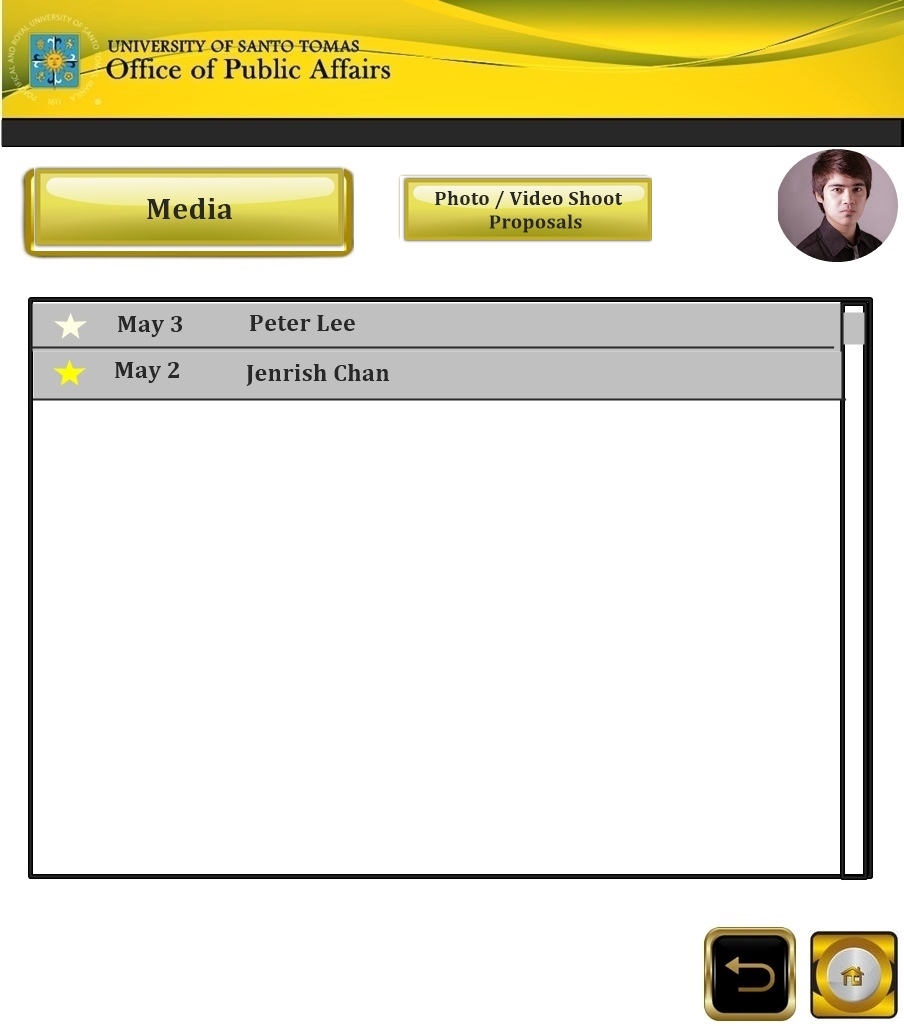 UNIVERSITY OF SANTO TOMAS
Office of Public Affairs
Media
Photo / Video Shoot
Proposals
May 3 Peter Lee
May 2 Jenrish Chan